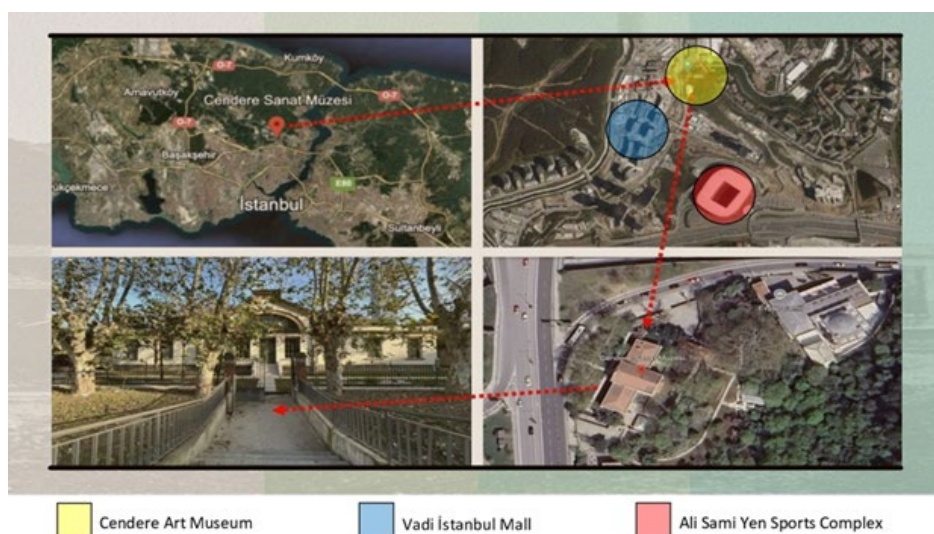 Kumköy
O-7
Arnavutköy
Cendere Sanat Müzesi
O-7
Başakşehir
E80
İstanbul
Sultanbeyli
Cendere Art Museum
Vadi İstanbul Mall
Ali Sami Yen Sports Complex